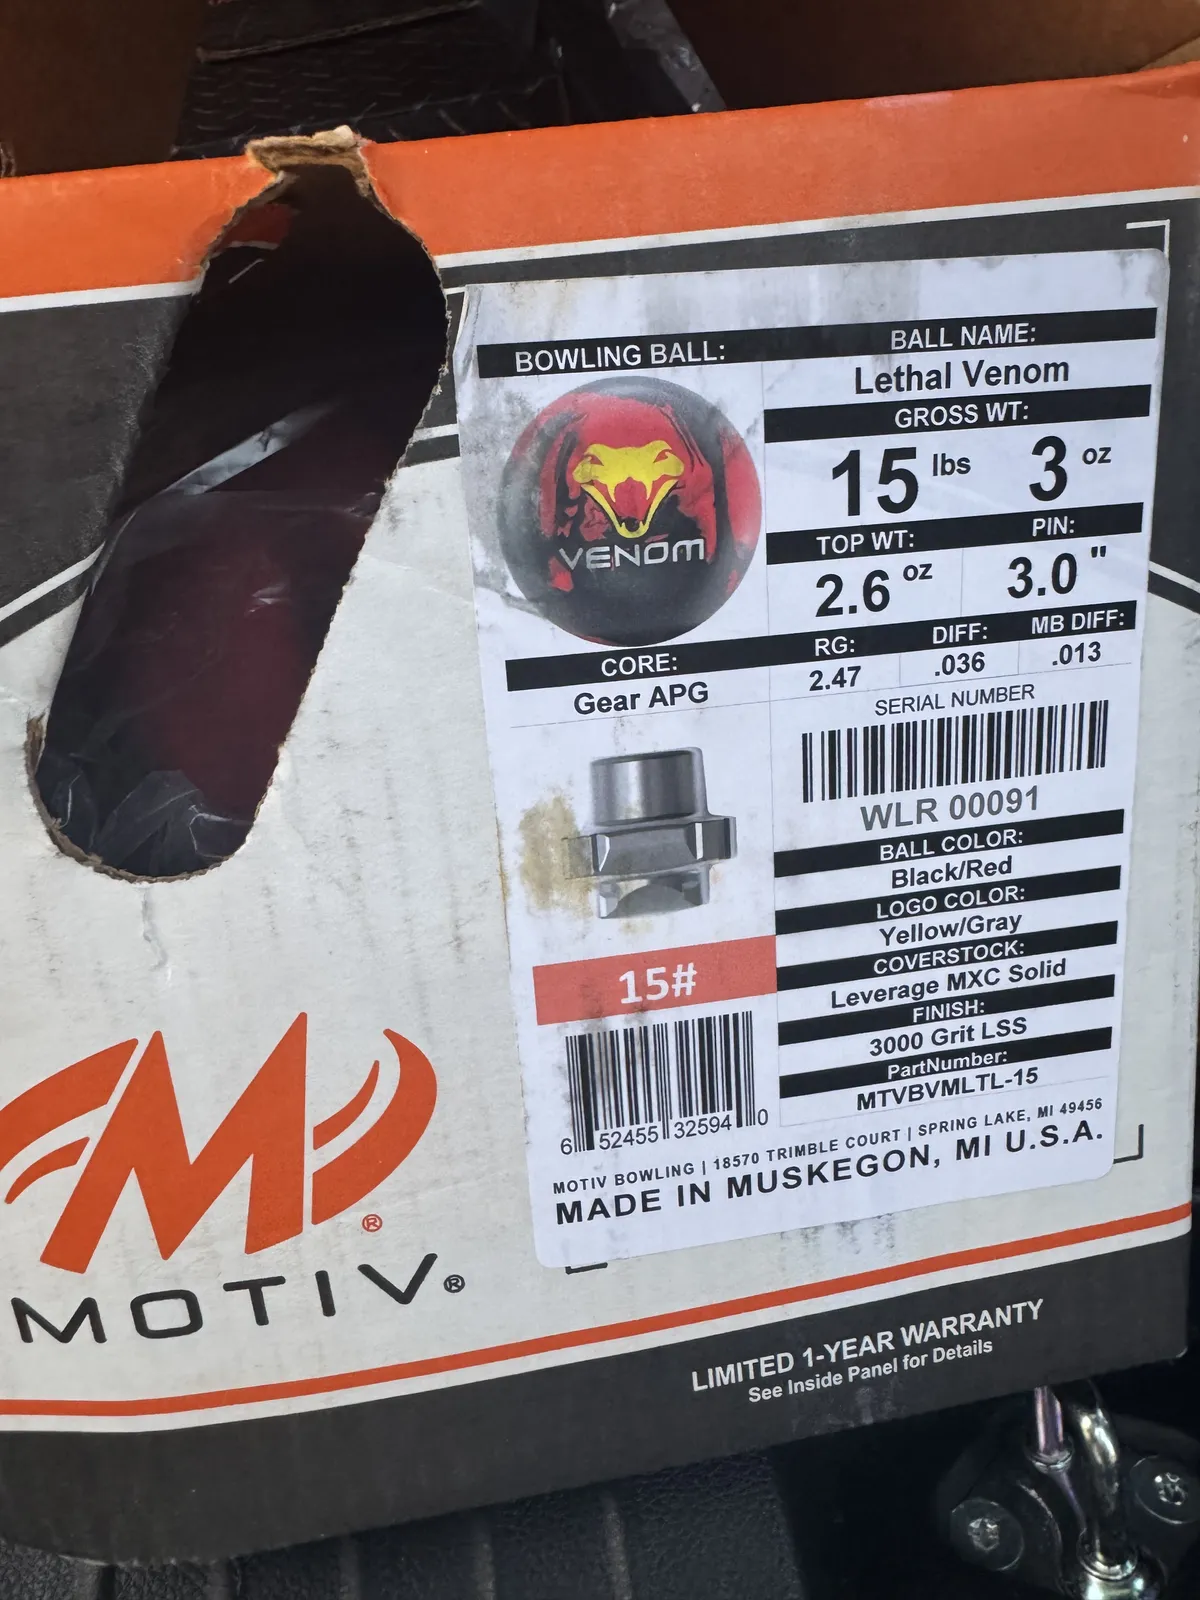 BOWLING BALL:
BALL NAME:
Lethal Venom
GROSS WT:
15 lbs 3 oz
TOP WT:
PIN:
2.6 oz
3.0 "
VENOM
CORE:
RG:
DIFF:
MB DIFF:
Gear APG
2.47
.036
.013
SERIAL NUMBER
WLR 00091
BALL COLOR:
Black/Red
LOGO COLOR:
Yellow/Gray
COVERSTOCK:
Leverage MXC Solid
FINISH:
3000 Grit LSS
PartNumber:
MTVBVMLTL-15
15#
6 52455 32594 0
MOTIV BOWLING | 18570 TRIMBLE COURT | SPRING LAKE, MI 49456
MADE IN MUSKEGON, MI U.S.A.
M®
MOTIV®
LIMITED 1-YEAR WARRANTY
See Inside Panel for Details